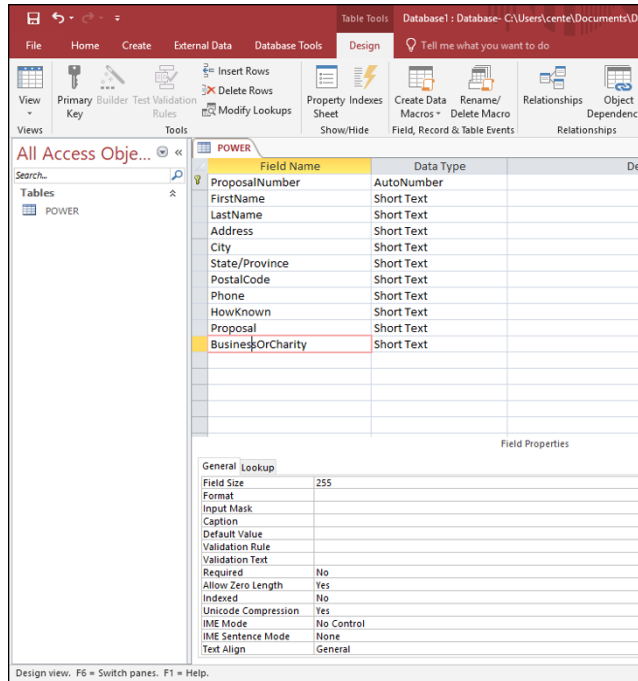 Table Tools Database1 : Database- C:\Users\cente\Documents\D
File Home Create External Data Database Tools Design Tell me what you want to do
View
Primary Key
Builder
Test Validation Rules
Insert Rows
Delete Rows
Modify Lookups
Property Sheet
Indexes
Create Data Macros
Rename/ Delete Macro
Relationships
Object Dependenc
Views Tools Show/Hide Field, Record & Table Events Relationships
All Access Obje... «
Search...
Tables
POWER
POWER
Field Name Data Type De
ProposalNumber AutoNumber
FirstName Short Text
LastName Short Text
Address Short Text
City Short Text
State/Province Short Text
PostalCode Short Text
Phone Short Text
HowKnown Short Text
Proposal Short Text
BusinessOrCharity Short Text
Field Properties
General Lookup
Field Size 255
Format
Input Mask
Caption
Default Value
Validation Rule
Validation Text
Required No
Allow Zero Length Yes
Indexed No
Unicode Compression Yes
IME Mode No Control
IME Sentence Mode None
Text Align General
Design view. F6 = Switch panes. F1 = Help.